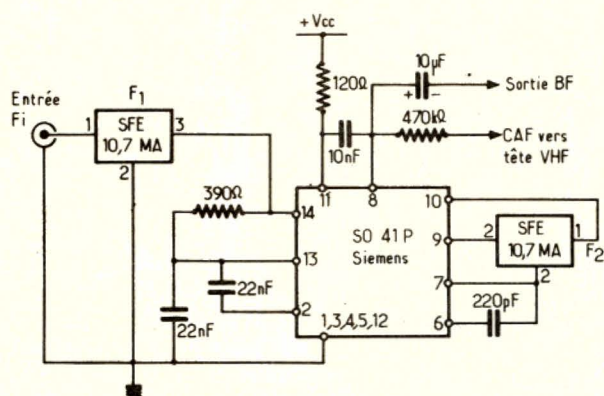 + Vcc
10µF
+ −
Sortie BF
120Ω
470kΩ
CAF vers
tête VHF
10nF
Entrée
Fi
F1
1
SFE
10,7 MA
3
2
390Ω
11
8
10
14
SO 41 P
Siemens
9
2
SFE
10,7 MA
1
F2
2
13
7
22nF
2
220pF
22nF
1,3,4,5,12
6